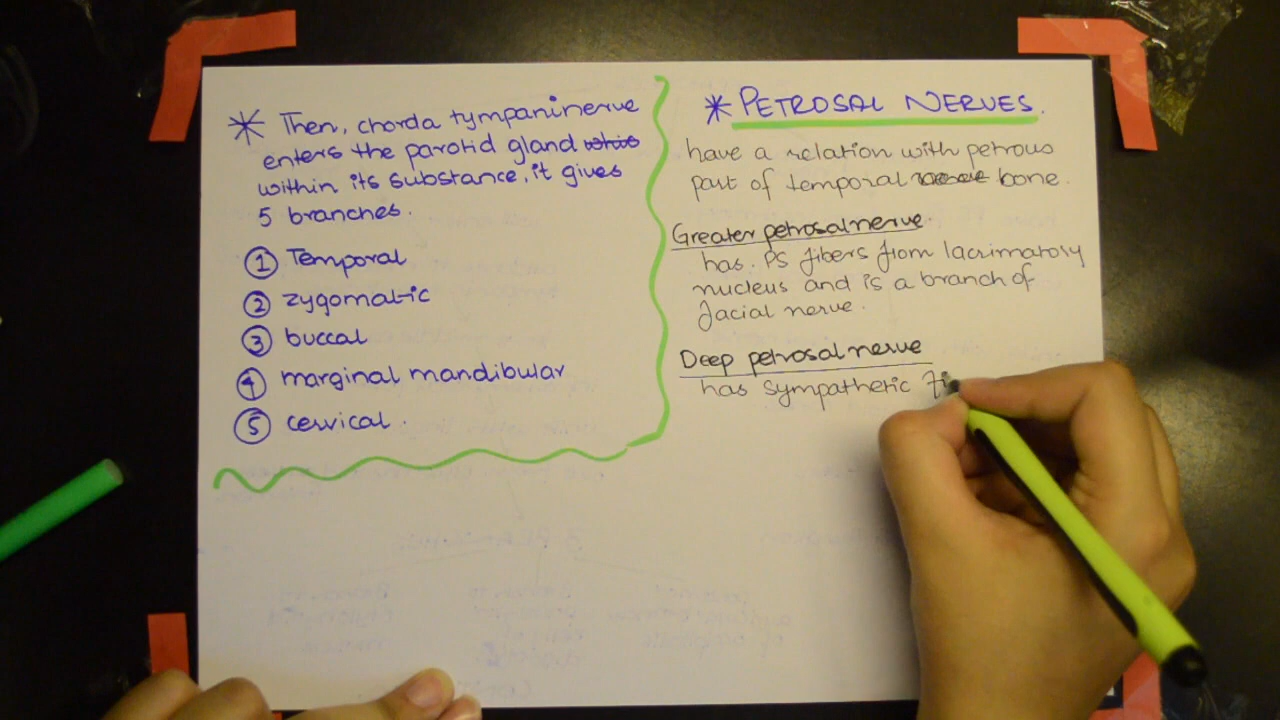 * Then, chorda tympani nerve
enters the parotid gland
within its substance, it gives
5 branches.
① Temporal
② zygomatic
③ buccal
④ marginal mandibular
⑤ cervical.
* PETROSAL NERVES.
have a relation with petrous
part of temporal bone.
Greater petrosal nerve
has PS fibers from lacrimatory
nucleus and is a branch of
facial nerve.
Deep petrosal nerve
has sympathetic fi